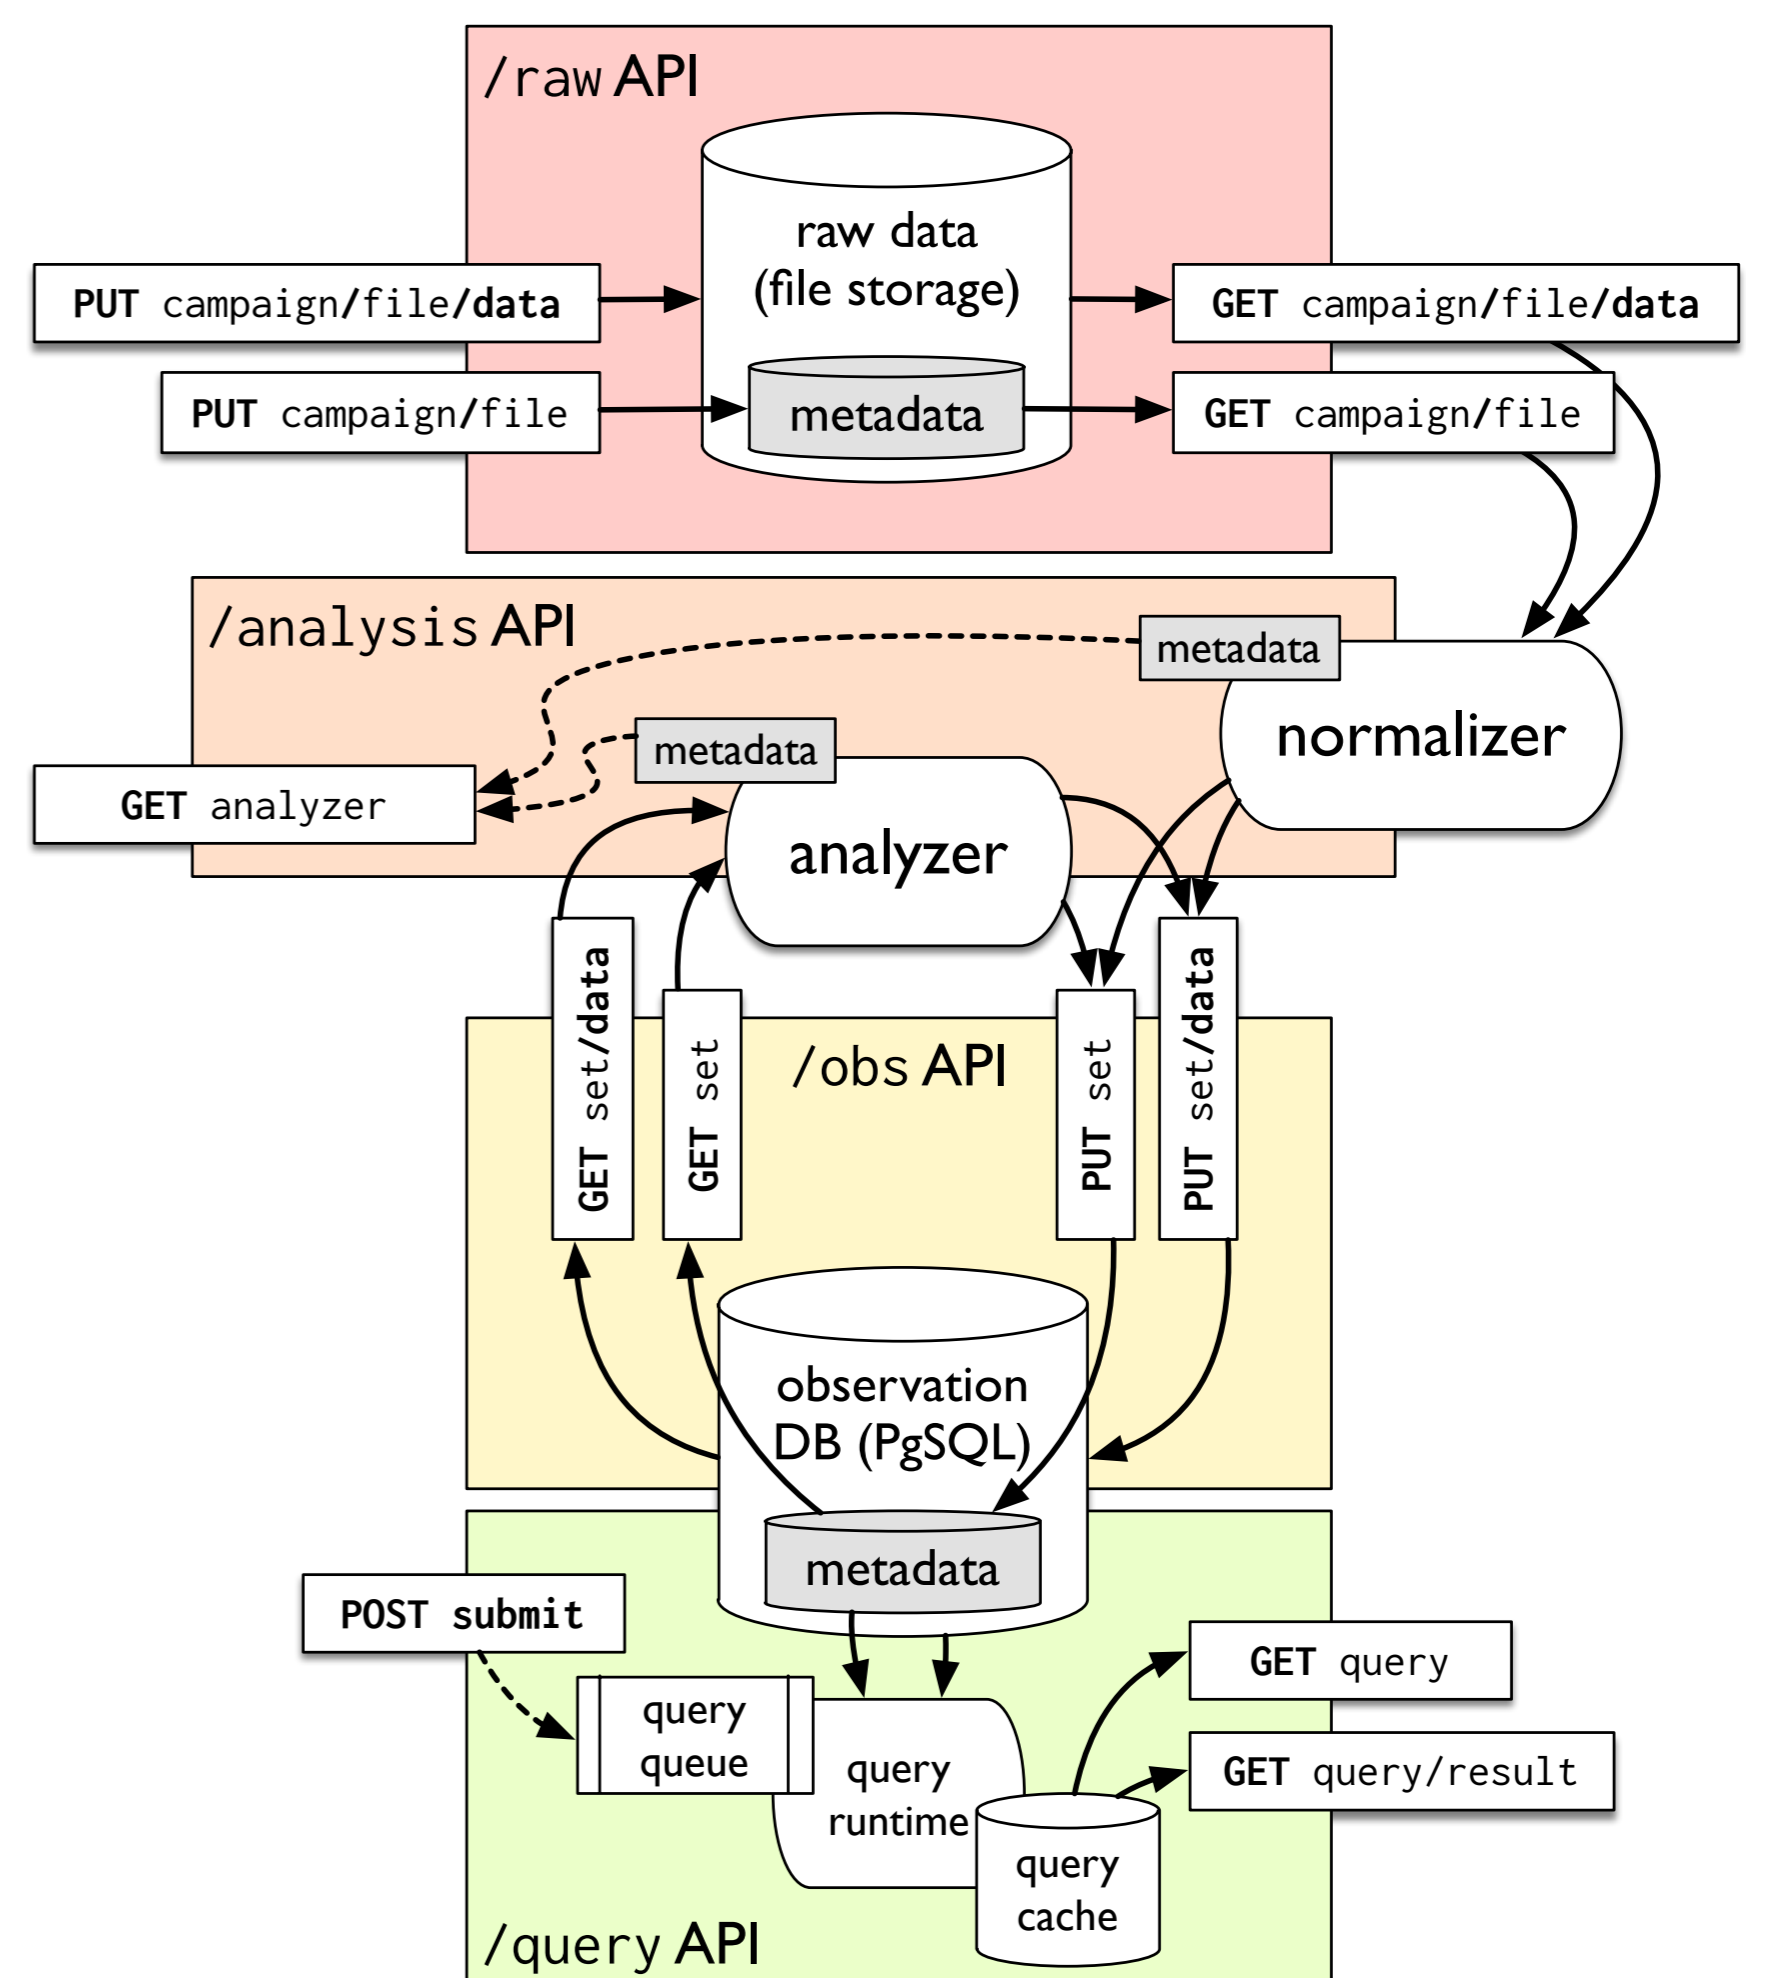 /raw API
raw data
(file storage)
PUT campaign/file/data
GET campaign/file/data
PUT campaign/file
metadata
GET campaign/file
/analysis API
metadata
normalizer
metadata
GET analyzer
analyzer
GET set/data
GET set
PUT set
PUT set/data
/obs API
observation
DB (PgSQL)
metadata
POST submit
GET query
query
queue
query
runtime
GET query/result
query
cache
/query API